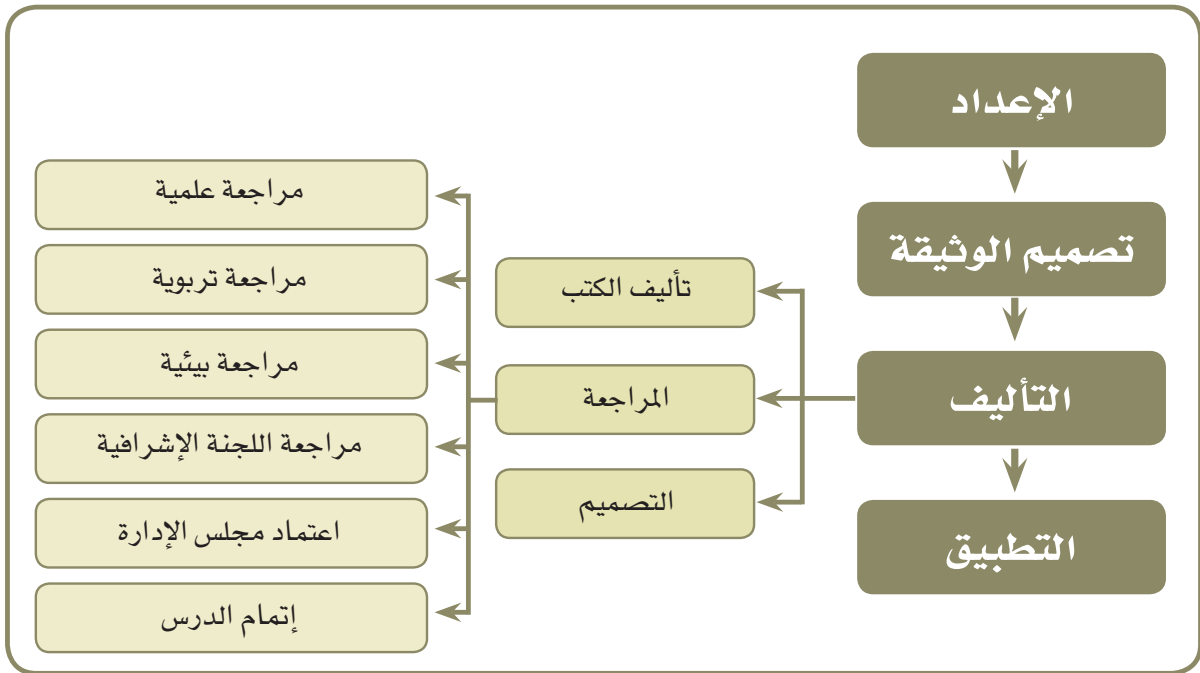 الإعداد
تصميم الوثيقة
التأليف
التطبيق
تأليف الكتب
المراجعة
التصميم
مراجعة علمية
مراجعة تربوية
مراجعة بيئية
مراجعة اللجنة الإشرافية
اعتماد مجلس الإدارة
إتمام الدرس